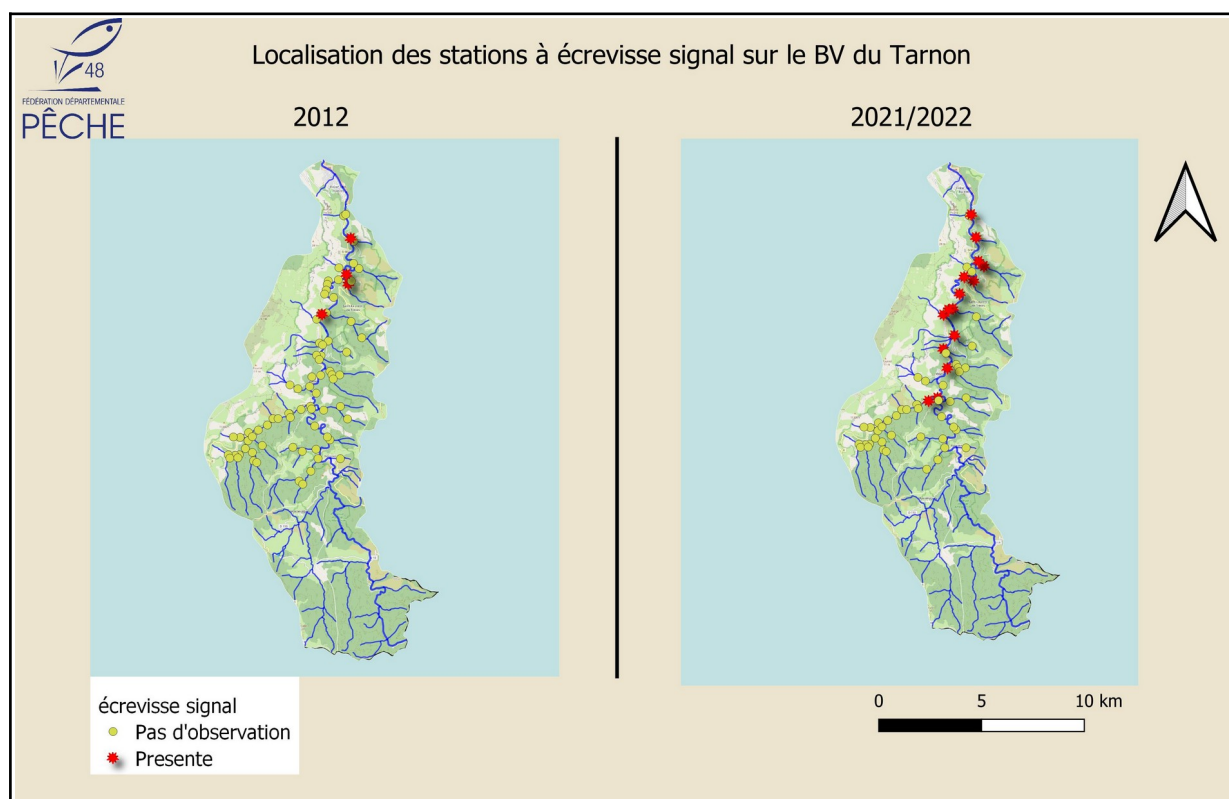 48
FÉDÉRATION DÉPARTEMENTALE
PÊCHE
Localisation des stations à écrevisse signal sur le BV du Tarnon
2012
2021/2022
écrevisse signal
Pas d'observation
Presente
0 5 10 km